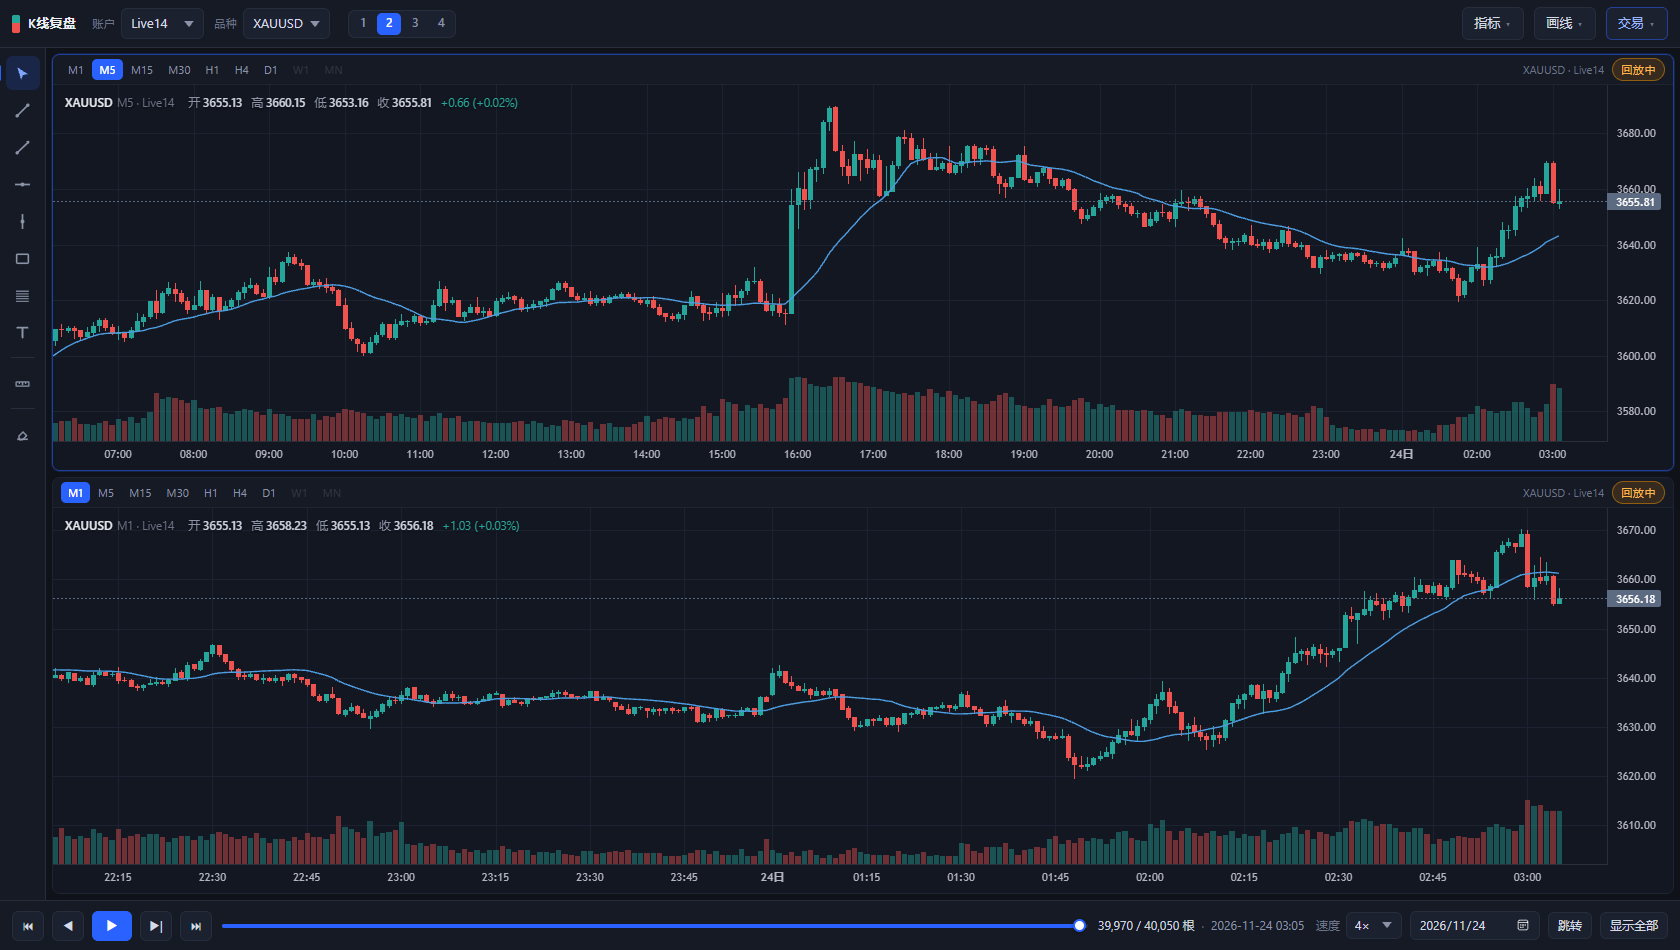 K线复盘 账户 Live14 品种 XAUUSD 1 2 3 4 指标 画线 交易
M1 M5 M15 M30 H1 H4 D1 W1 MN XAUUSD · Live14 回放中
XAUUSD M5 · Live14 开 3655.13 高 3660.15 低 3653.16 收 3655.81 +0.66 (+0.02%)
3680.00
3660.00
3655.81
3640.00
3620.00
3600.00
3580.00
07:00 08:00 09:00 10:00 11:00 12:00 13:00 14:00 15:00 16:00 17:00 18:00 19:00 20:00 21:00 22:00 23:00 24日 02:00 03:00
M1 M5 M15 M30 H1 H4 D1 W1 MN XAUUSD · Live14 回放中
XAUUSD M1 · Live14 开 3655.13 高 3658.23 低 3655.13 收 3656.18 +1.03 (+0.03%)
3670.00
3660.00
3656.18
3650.00
3640.00
3630.00
3620.00
3610.00
22:15 22:30 22:45 23:00 23:15 23:30 23:45 24日 01:15 01:30 01:45 02:00 02:15 02:30 02:45 03:00
39,970 / 40,050 根 · 2026-11-24 03:05 速度 4× 2026/11/24 跳转 显示全部